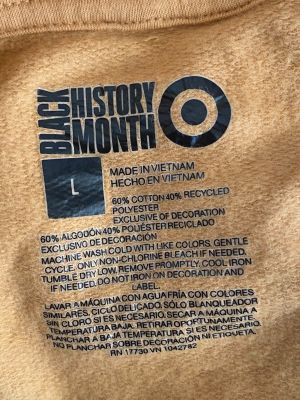 BLACK
HISTORY
MONTH
L
MADE IN VIETNAM
HECHO EN VIETNAM
60% COTTON 40% RECYCLED
POLYESTER
EXCLUSIVE OF DECORATION
60% ALGODÓN 40% POLIÉSTER RECICLADO
EXCLUSIVO DE DECORACIÓN
MACHINE WASH COLD WITH LIKE COLORS, GENTLE
CYCLE. ONLY NON-CHLORINE BLEACH IF NEEDED.
TUMBLE DRY LOW. REMOVE PROMPTLY. COOL IRON
IF NEEDED. DO NOT IRON ON DECORATION AND
LABEL.
LAVAR A MÁQUINA CON AGUA FRÍA CON COLORES
SIMILARES, CICLO DELICADO. SÓLO BLANQUEADOR
SIN CLORO SI ES NECESARIO. SECAR A MÁQUINA A
TEMPERATURA BAJA. RETIRAR OPORTUNAMENTE.
PLANCHAR A BAJA TEMPERATURA SI ES NECESARIO.
NO PLANCHAR SOBRE DECORACIÓN NI ETIQUETA.
RN 17730 VN 1042782